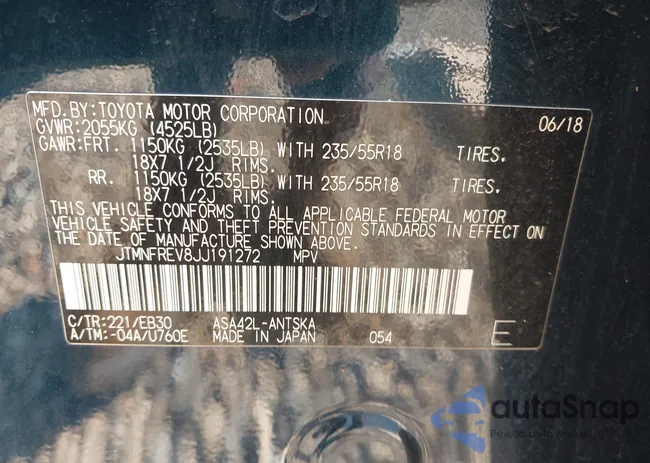 MFD.BY:TOYOTA MOTOR CORPORATION 06/18
GVWR:2055KG (4525LB)
GAWR:FRT. 1150KG (2535LB) WITH 235/55R18 TIRES.
18X7 1/2J RIMS.
RR. 1150KG (2535LB) WITH 235/55R18 TIRES.
18X7 1/2J RIMS.
THIS VEHICLE CONFORMS TO ALL APPLICABLE FEDERAL MOTOR
VEHICLE SAFETY AND THEFT PREVENTION STANDARDS IN EFFECT ON
THE DATE OF MANUFACTURE SHOWN ABOVE.
JTMNFREV8JJ191272 MPV
C/TR:221/EB30 ASA42L-ANTSKA
A/TM:-04A/U760E MADE IN JAPAN 054 E
autoSnap